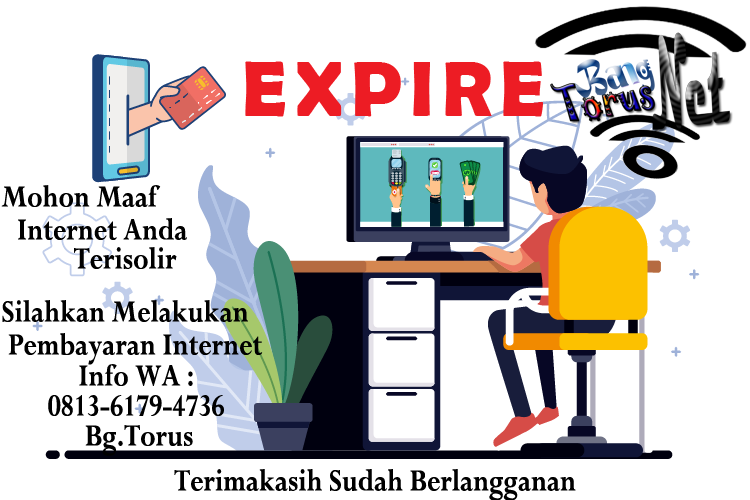 EXPIRE
Bang
Torus
Net
Mohon Maaf
Internet Anda
Terisolir
Silahkan Melakukan
Pembayaran Internet
Info WA :
0813-6179-4736
Bg.Torus
Terimakasih Sudah Berlangganan